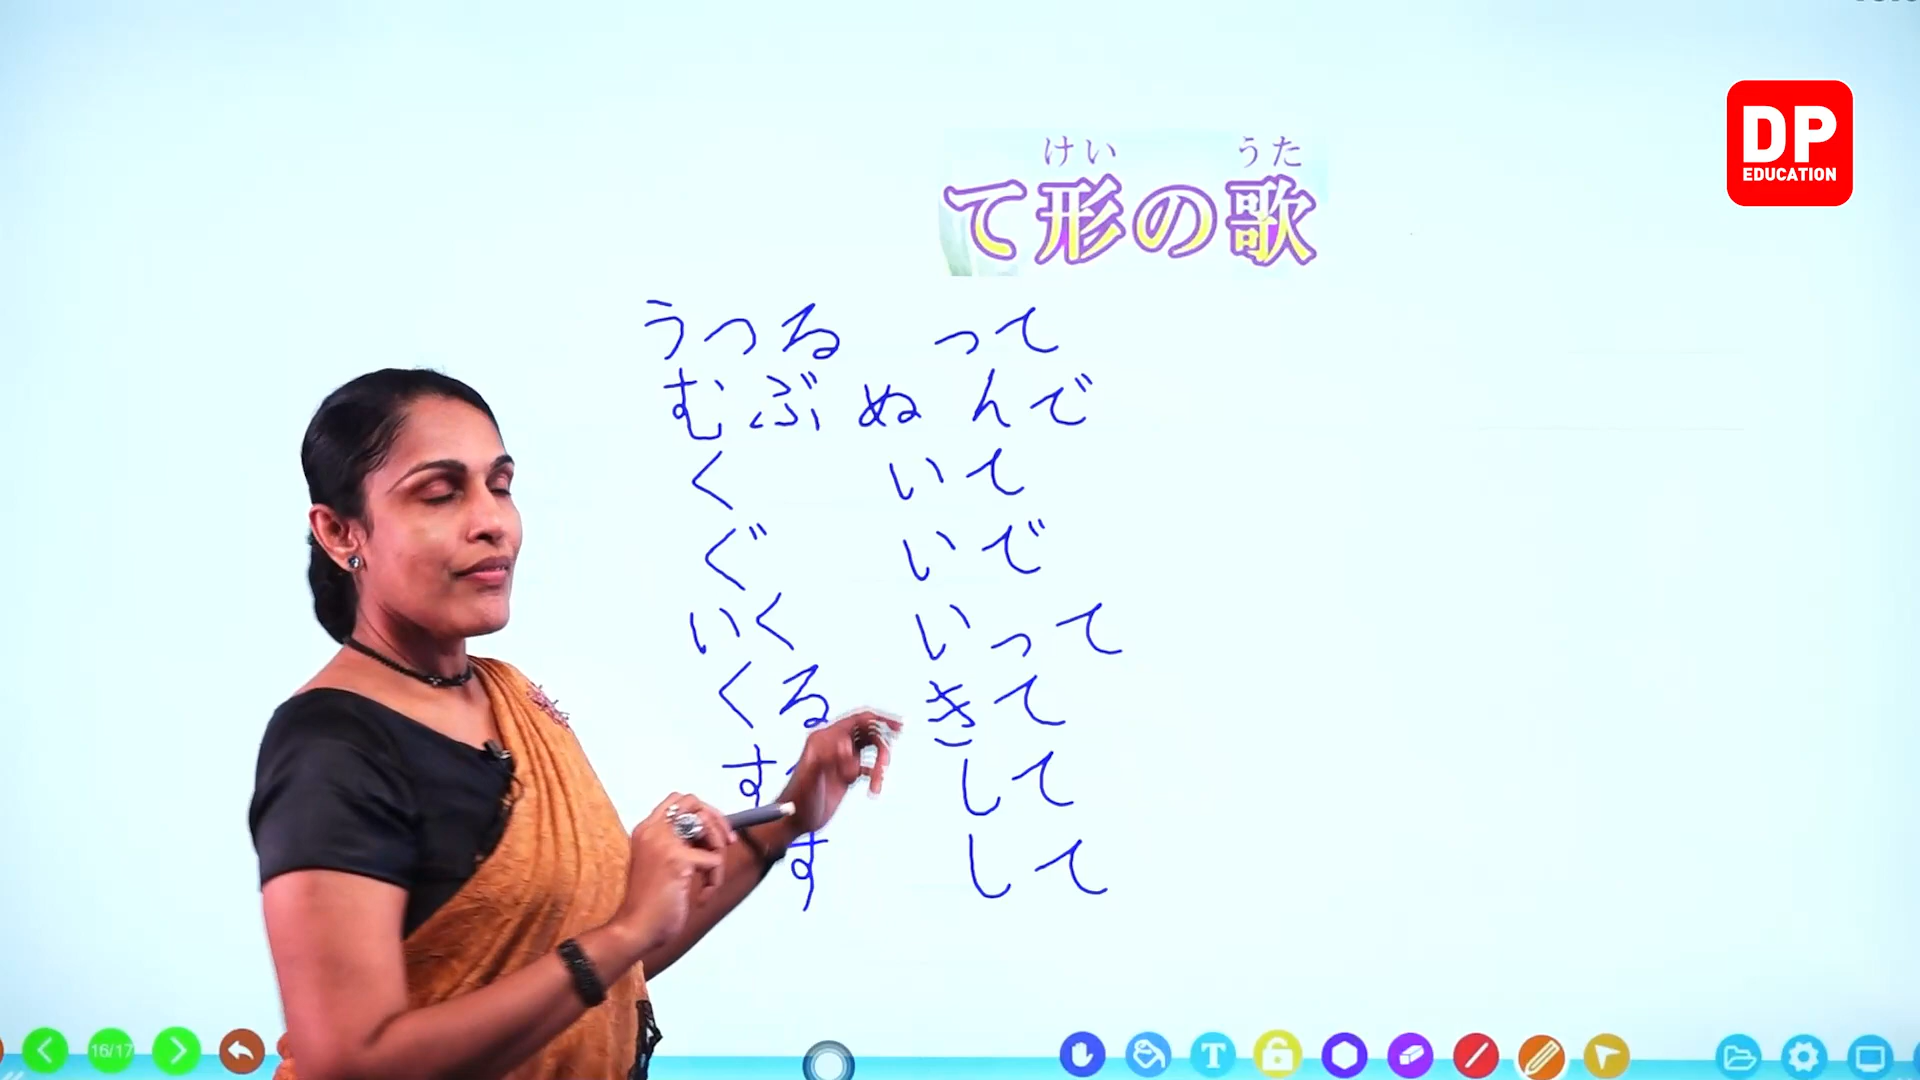 けい うた
て形の歌
DP
EDUCATION
うつる って
むぶぬ んで
く いて
ぐ いで
いく いって
くる きて
す して
す して
16/17
T